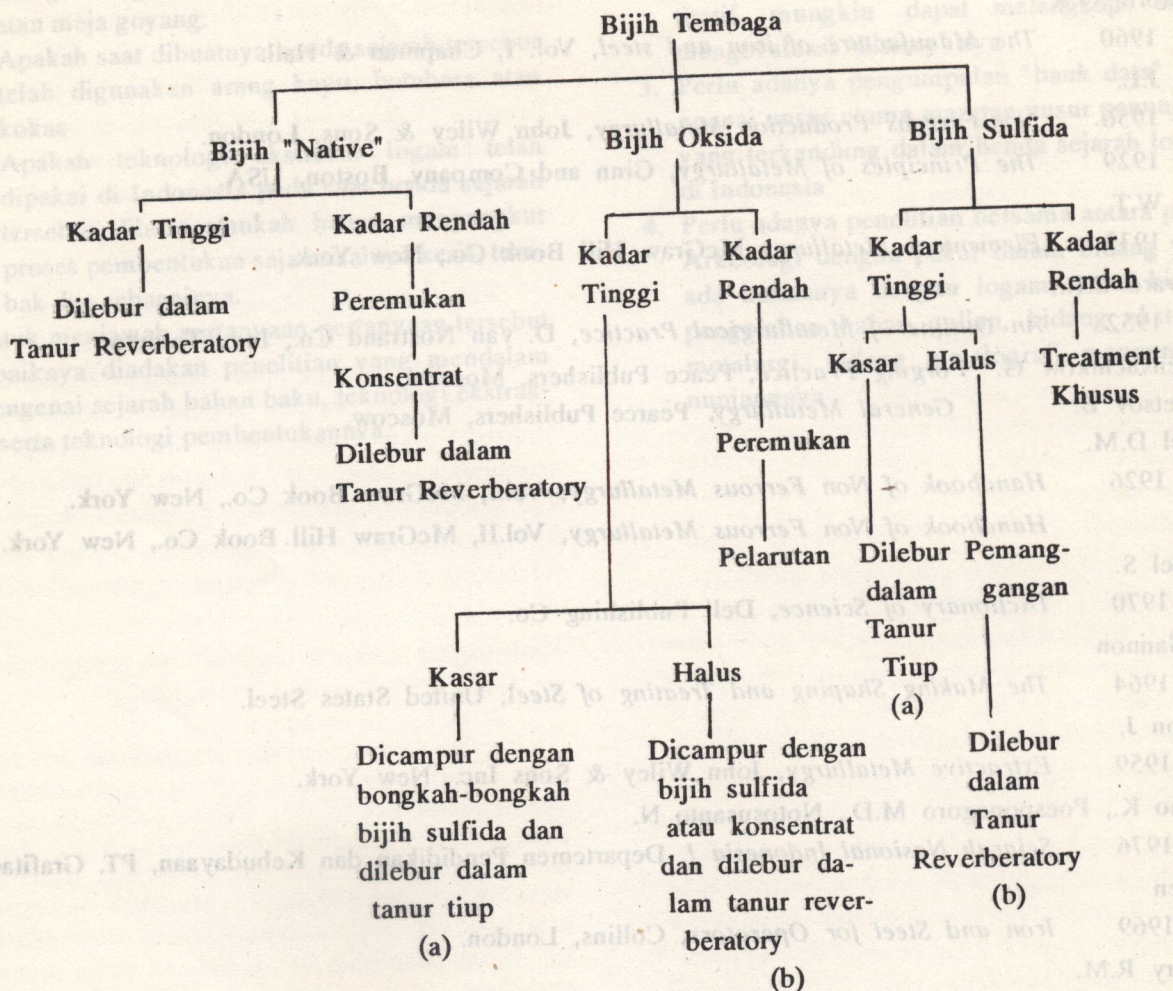 Bijih Tembaga
Bijih "Native"
Kadar Tinggi
Dilebur dalam
Tanur Reverberatory
Kadar Rendah
Peremukan
Konsentrat
Dilebur dalam
Tanur Reverberatory
Bijih Oksida
Kadar
Tinggi
Kasar
Dicampur dengan
bongkah-bongkah
bijih sulfida dan
dilebur dalam
tanur tiup
(a)
Halus
Dicampur dengan
bijih sulfida
atau konsentrat
dan dilebur da-
lam tanur rever-
beratory
(b)
Kadar
Rendah
Peremukan
Pelarutan
Bijih Sulfida
Kadar
Tinggi
Kasar
Dilebur
dalam
Tanur
Tiup
(a)
Halus
Pemang-
gangan
Dilebur
dalam
Tanur
Reverberatory
(b)
Kadar
Rendah
Treatment
Khusus